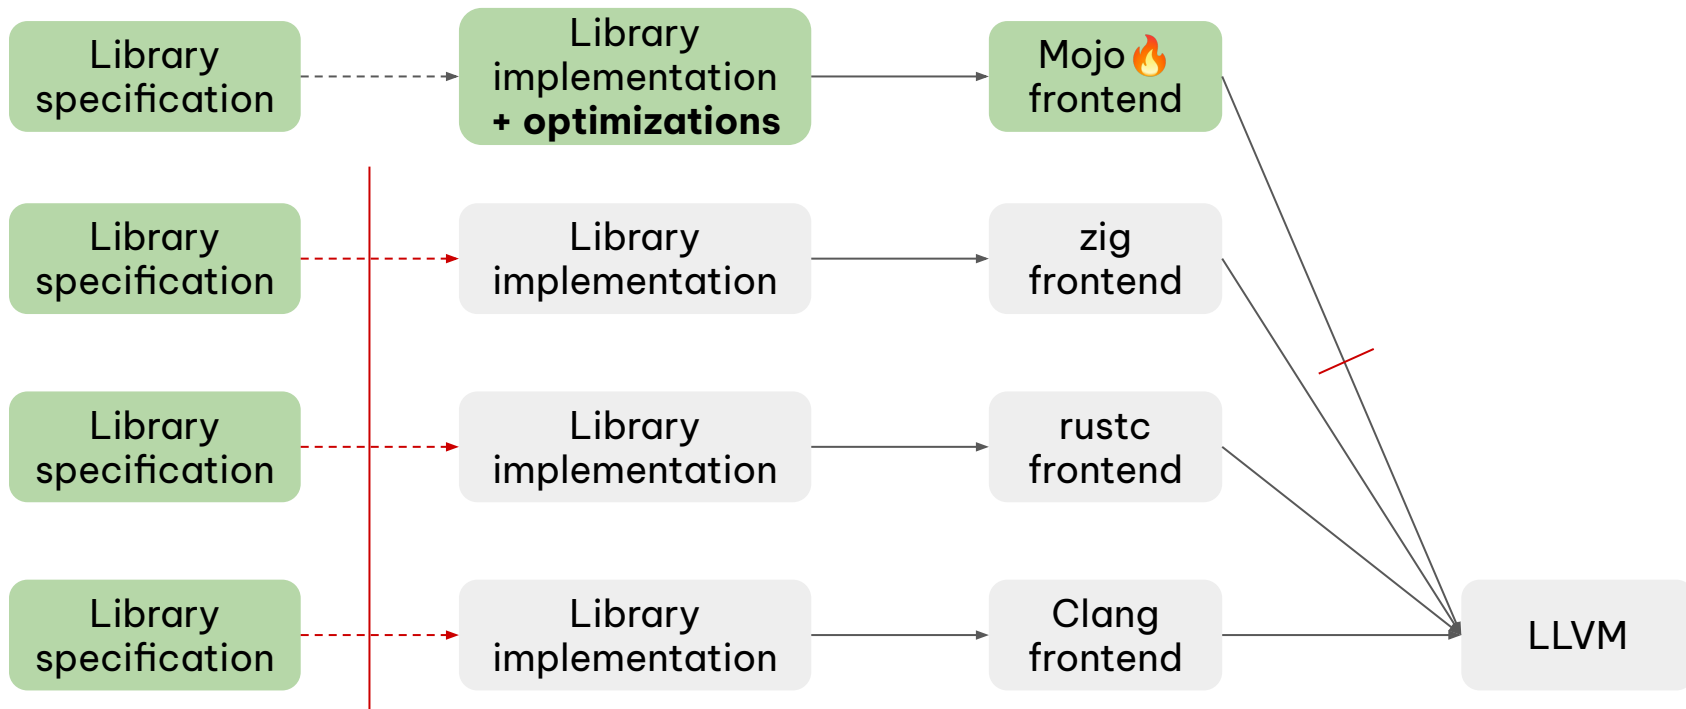 Library
specification
Library
implementation
+ optimizations
Mojo🔥
frontend
Library
specification
Library
implementation
zig
frontend
Library
specification
Library
implementation
rustc
frontend
Library
specification
Library
implementation
Clang
frontend
LLVM